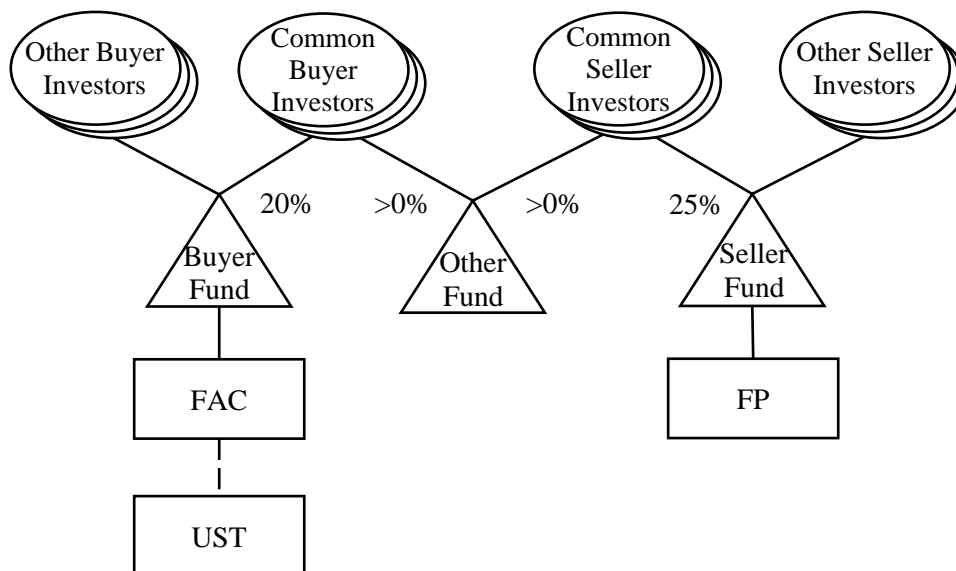 Other Buyer
Investors
Common
Buyer
Investors
Common
Seller
Investors
Other Seller
Investors
20%
>0%
>0%
25%
Buyer
Fund
Other
Fund
Seller
Fund
FAC
FP
UST